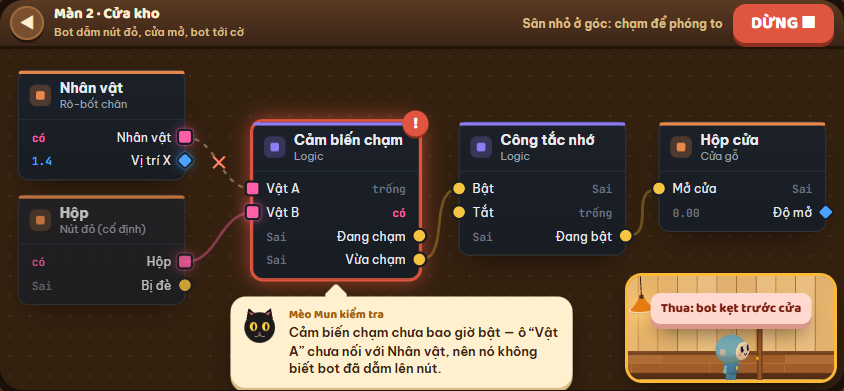 Màn 2 · Cửa kho
Bot dẫm nút đỏ, cửa mở, bot tới cờ
Sân nhỏ ở góc: chạm để phóng to
DỪNG
Nhân vật
Rô-bốt chân
có Nhân vật
1.4 Vị trí X
Hộp
Nút đỏ (cố định)
có Hộp
Sai Bị đè
!
Cảm biến chạm
Logic
Vật A trống
Vật B có
Sai Đang chạm
Sai Vừa chạm
Công tắc nhớ
Logic
Bật Sai
Tắt trống
Sai Đang bật
Hộp cửa
Cửa gỗ
Mở cửa Sai
0.00 Độ mở
Mèo Mun kiểm tra
Cảm biến chạm chưa bao giờ bật – ô “Vật
A” chưa nối với Nhân vật, nên nó không
biết bot đã dẫm lên nút.
Thua: bot kẹt trước cửa